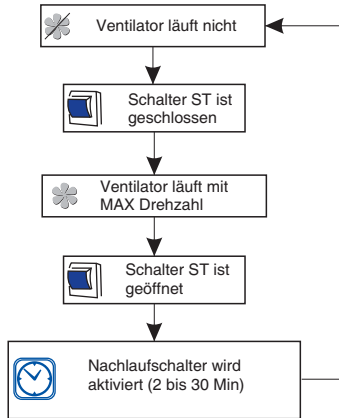 Ventilator läuft nicht
Schalter ST ist
geschlossen
Ventilator läuft mit
MAX Drehzahl
Schalter ST ist
geöffnet
Nachlaufschalter wird
aktiviert (2 bis 30 Min)